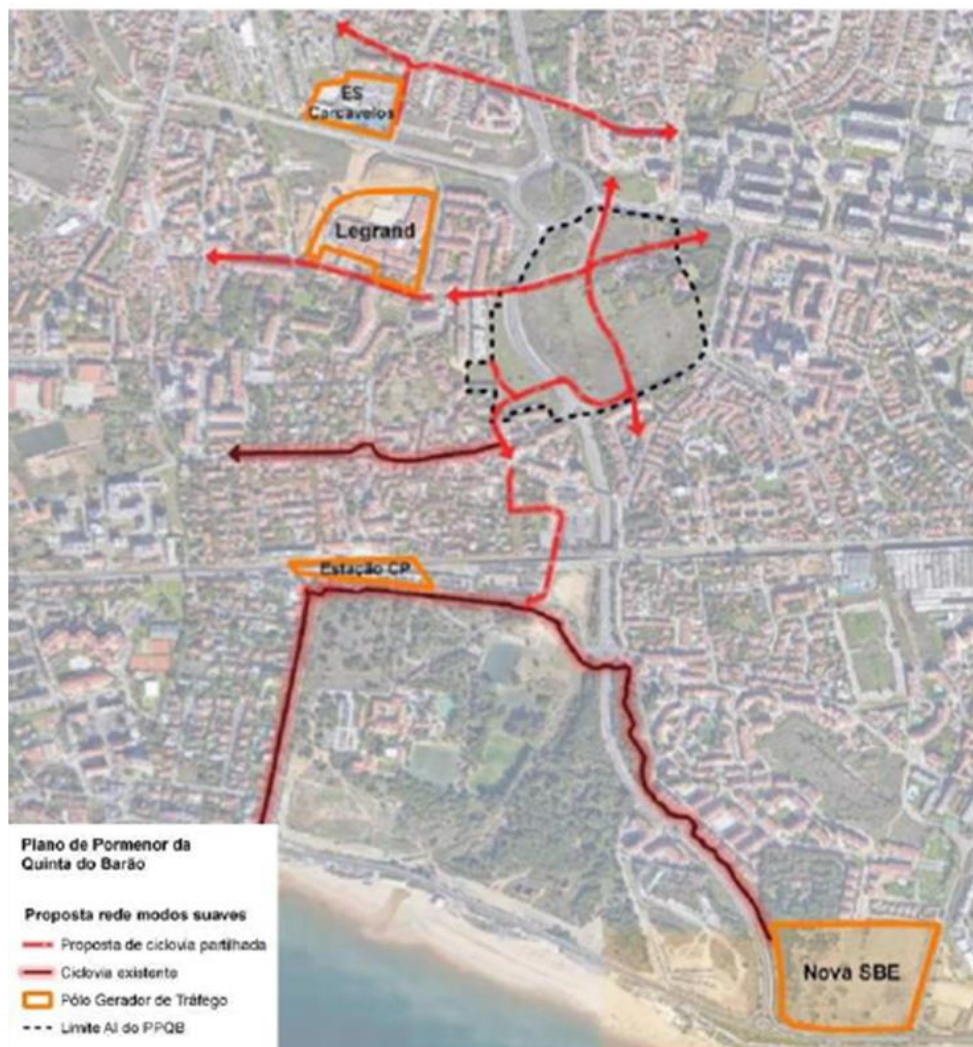 ES
Carcavelos
Legrand
Estação CP
Nova SBE
Plano de Pormenor da
Quinta do Barão
Proposta rede modos suaves
Proposta de ciclovia partilhada
Ciclovia existente
Pólo Gerador de Tráfego
Limite AI do PPQB